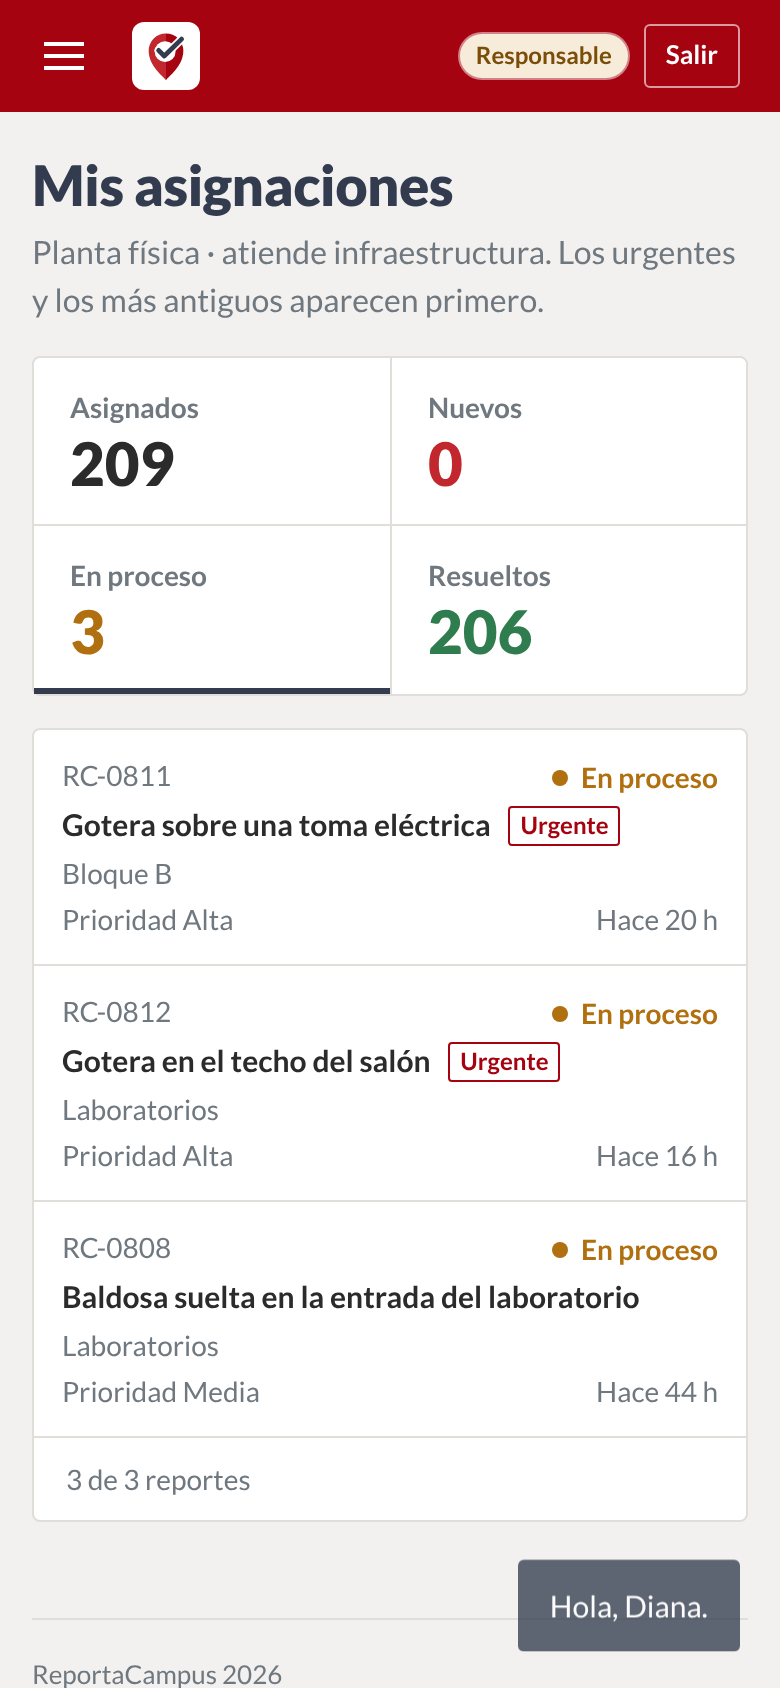 Responsable
Salir
Mis asignaciones
Planta física · atiende infraestructura. Los urgentes
y los más antiguos aparecen primero.
Asignados
209
Nuevos
0
En proceso
3
Resueltos
206
RC-0811
En proceso
Gotera sobre una toma eléctrica Urgente
Bloque B
Prioridad Alta
Hace 20 h
RC-0812
En proceso
Gotera en el techo del salón Urgente
Laboratorios
Prioridad Alta
Hace 16 h
RC-0808
En proceso
Baldosa suelta en la entrada del laboratorio
Laboratorios
Prioridad Media
Hace 44 h
3 de 3 reportes
Hola, Diana.
ReportaCampus 2026